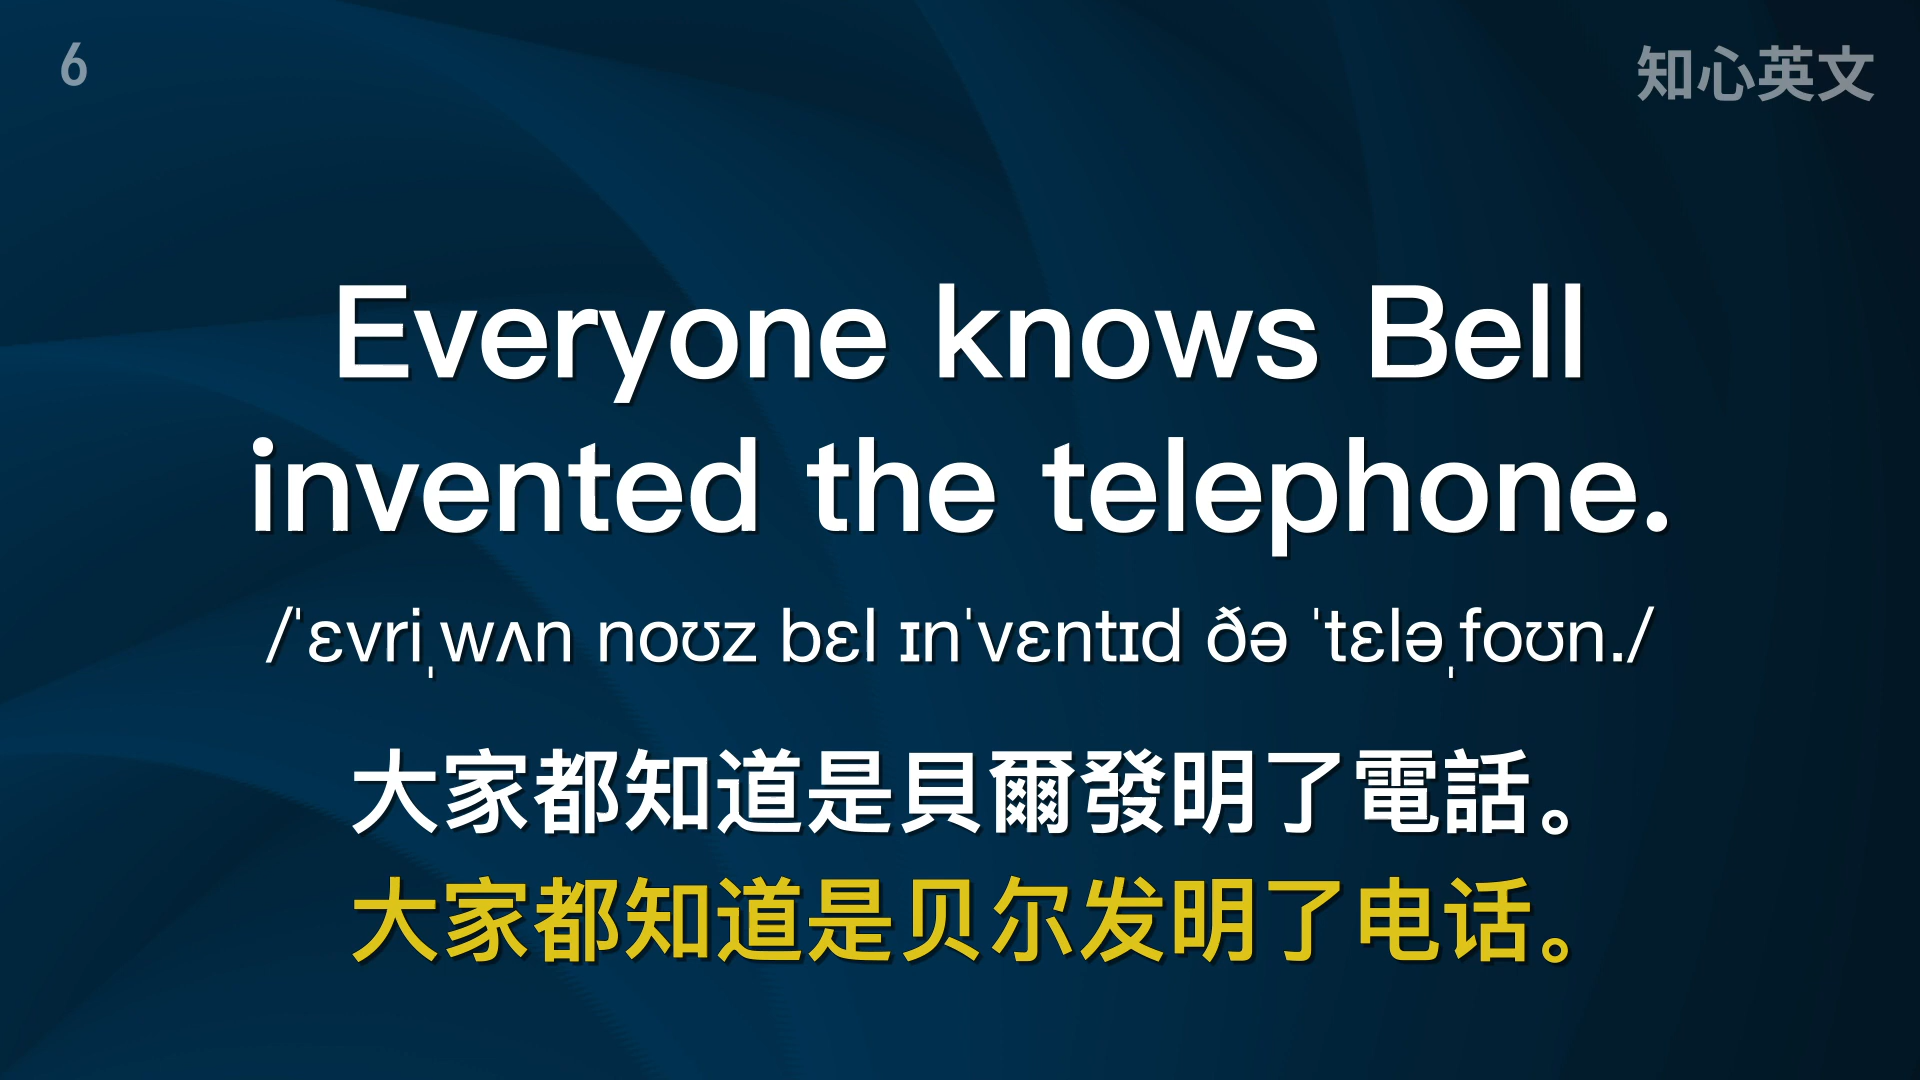 6
知心英文
Everyone knows Bell
invented the telephone.
/ˈɛvriˌwʌn noʊz bɛl ɪnˈvɛntɪd ðə ˈtɛləˌfoʊn./
大家都知道是貝爾發明了電話。
大家都知道是贝尔发明了电话。